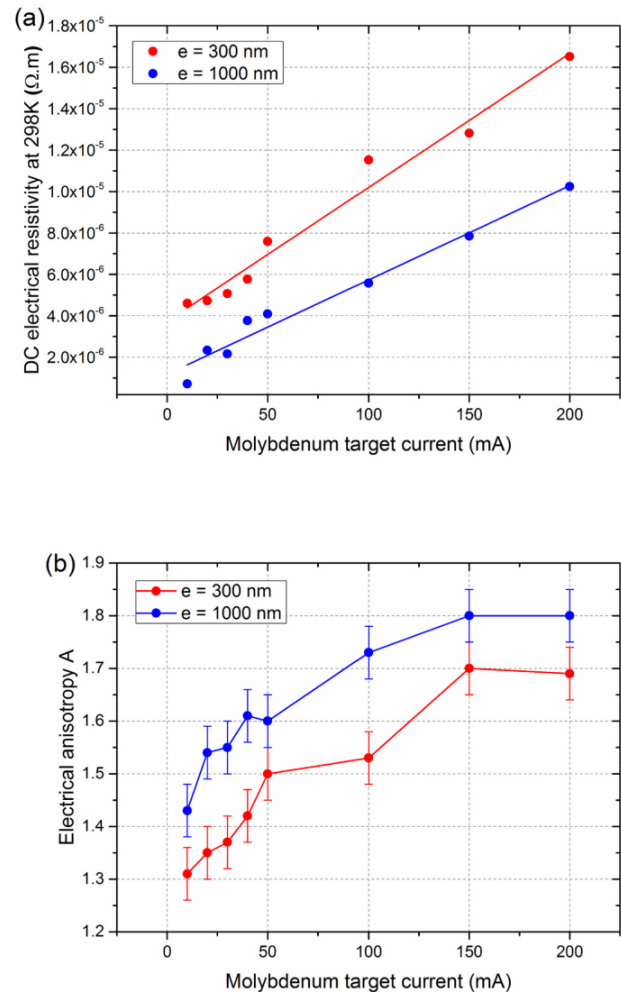 (a)
1.8x10⁻⁵
1.6x10⁻⁵
1.4x10⁻⁵
1.2x10⁻⁵
1.0x10⁻⁵
8.0x10⁻⁶
6.0x10⁻⁶
4.0x10⁻⁶
2.0x10⁻⁶
DC electrical resistivity at 298K (Ω.m)
e = 300 nm
e = 1000 nm
0 50 100 150 200
Molybdenum target current (mA)
(b)
1.9
1.8
1.7
1.6
1.5
1.4
1.3
1.2
Electrical anisotropy A
e = 300 nm
e = 1000 nm
0 50 100 150 200
Molybdenum target current (mA)